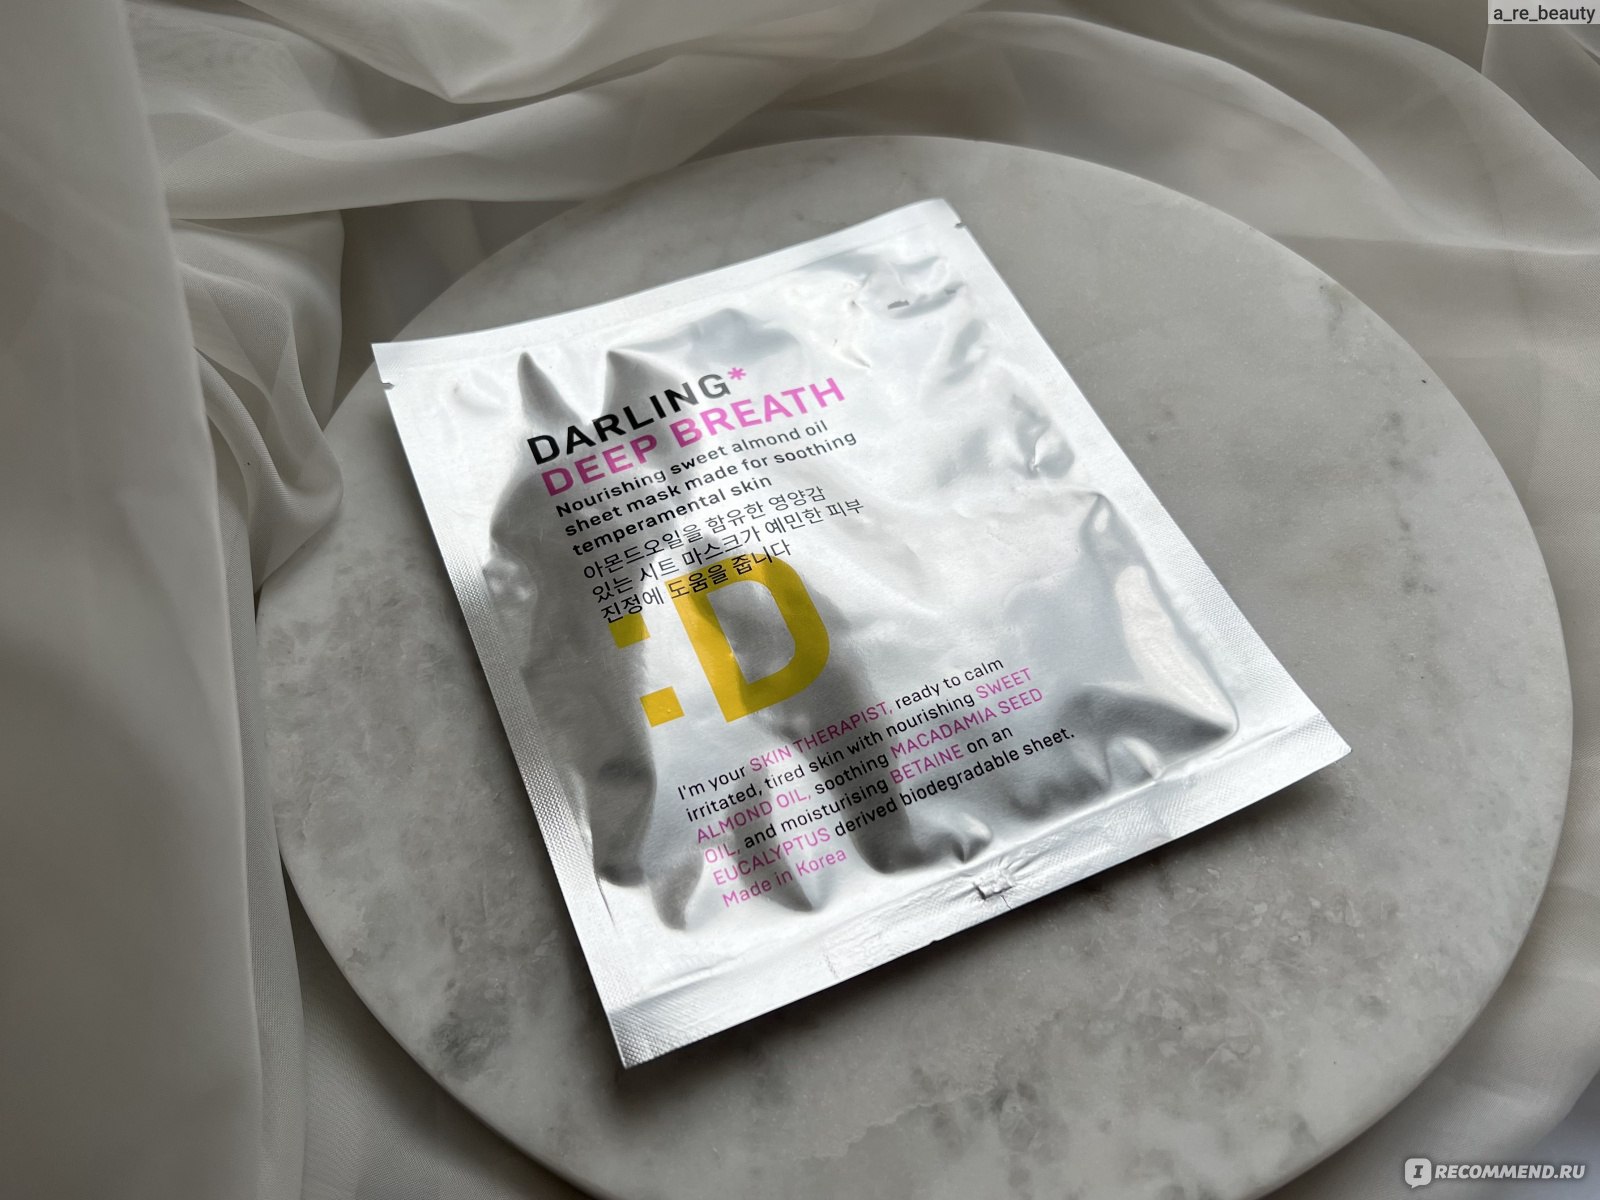 a_re_beauty
DARLING*
DEEP BREATH
Nourishing sweet almond oil
sheet mask made for soothing
temperamental skin
아몬드오일을 함유한 영양감
있는 시트 마스크가 예민한 피부
진정에 도움을 줍니다
:D
I'm your SKIN THERAPIST, ready to calm
irritated, tired skin with nourishing SWEET
ALMOND OIL, soothing MACADAMIA SEED
OIL, and moisturising BETAINE on an
EUCALYPTUS derived biodegradable sheet.
Made in Korea
IRECOMMEND.RU